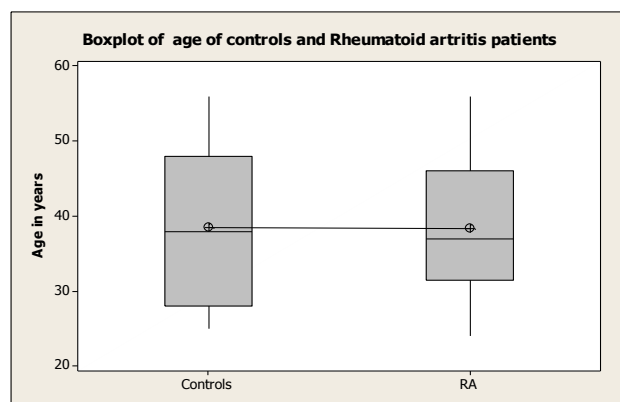 Boxplot of age of controls and Rheumatoid artritis patients
60
50
40
30
20
Age in years
Controls RA